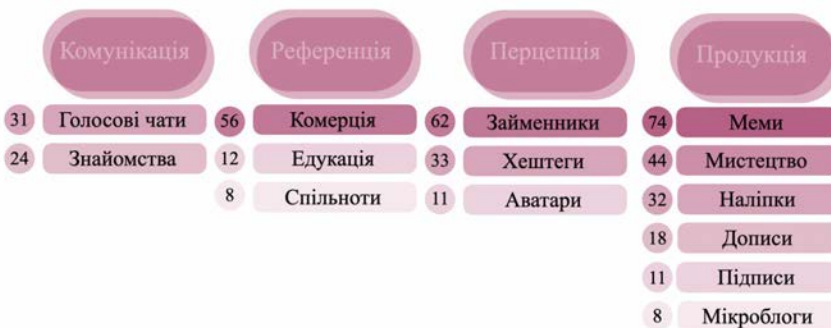 Комунікація Референція Перцепція Продукція
31 Голосові чати 56 Комерція 62 Займенники 74 Меми
24 Знайомства 12 Едукація 33 Хештеги 44 Мистецтво
8 Спільноти 11 Аватари 32 Наліпки
18 Дописи
11 Підписи
8 Мікроблоги